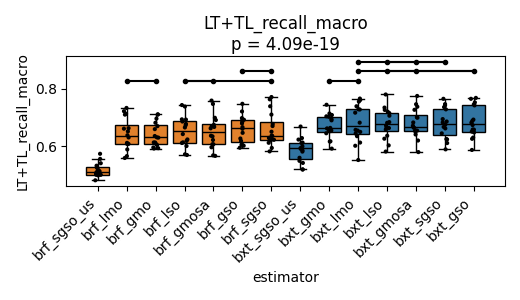 LT+TL_recall_macro
p = 4.09e-19
LT+TL_recall_macro
0.8
0.6
brf_sgso_us
brf_lmo
brf_gmo
brf_lso
brf_gmosa
brf_gso
brf_sgso
bxt_sgso_us
bxt_gmo
bxt_lmo
bxt_lso
bxt_gmosa
bxt_sgso
bxt_gso
estimator